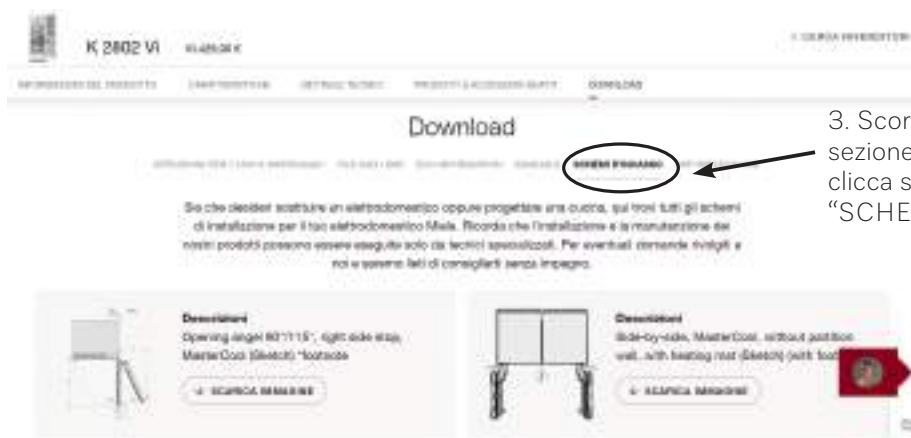 K 2802 Vi
DOWNLOAD
Download
3. Scor
sezione
clicca s
"SCHE
SCHEMI D'INCASSO
Sia che desideri sostituire un elettrodomestico oppure progettare una cucina, qui trovi tutti gli schemi
di installazione per il tuo elettrodomestico Miele. Ricorda che l'installazione e la manutenzione dei
nostri prodotti possono essere eseguite solo da tecnici specializzati. Per eventuali domande rivolgiti a
noi e saremo lieti di consigliarti senza impegno.
Descrizioni
Opening angel 90°/115°, right side stop,
MasterCool (Sketch) *footnote
SCARICA IMMAGINE
Descrizioni
Side-by-side, MasterCool, without partition
wall, with heating mat (Sketch) (with foot
SCARICA IMMAGINE